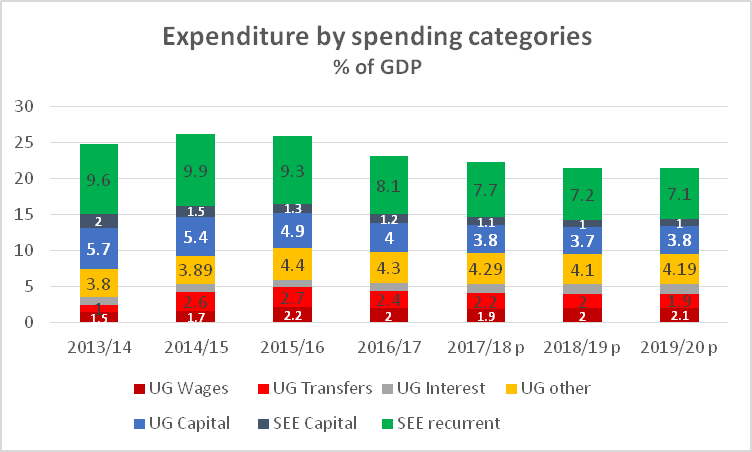 Expenditure by spending categories
% of GDP
30
25
20
15
10
5
0
9.6 9.9 9.3 8.1 7.7 7.2 7.1
2 1.5 1.3 1.2 1.1 1 1
5.7 5.4 4.9 4 3.8 3.7 3.8
3.8 3.89 4.4 4.3 4.29 4.1 4.19
1 2.6 2.7 2.4 2.2 2 1.9
1.5 1.7 2.2 2 1.9 2 2.1
2013/14 2014/15 2015/16 2016/17 2017/18 p 2018/19 p 2019/20 p
UG Wages UG Transfers UG Interest UG other
UG Capital SEE Capital SEE recurrent